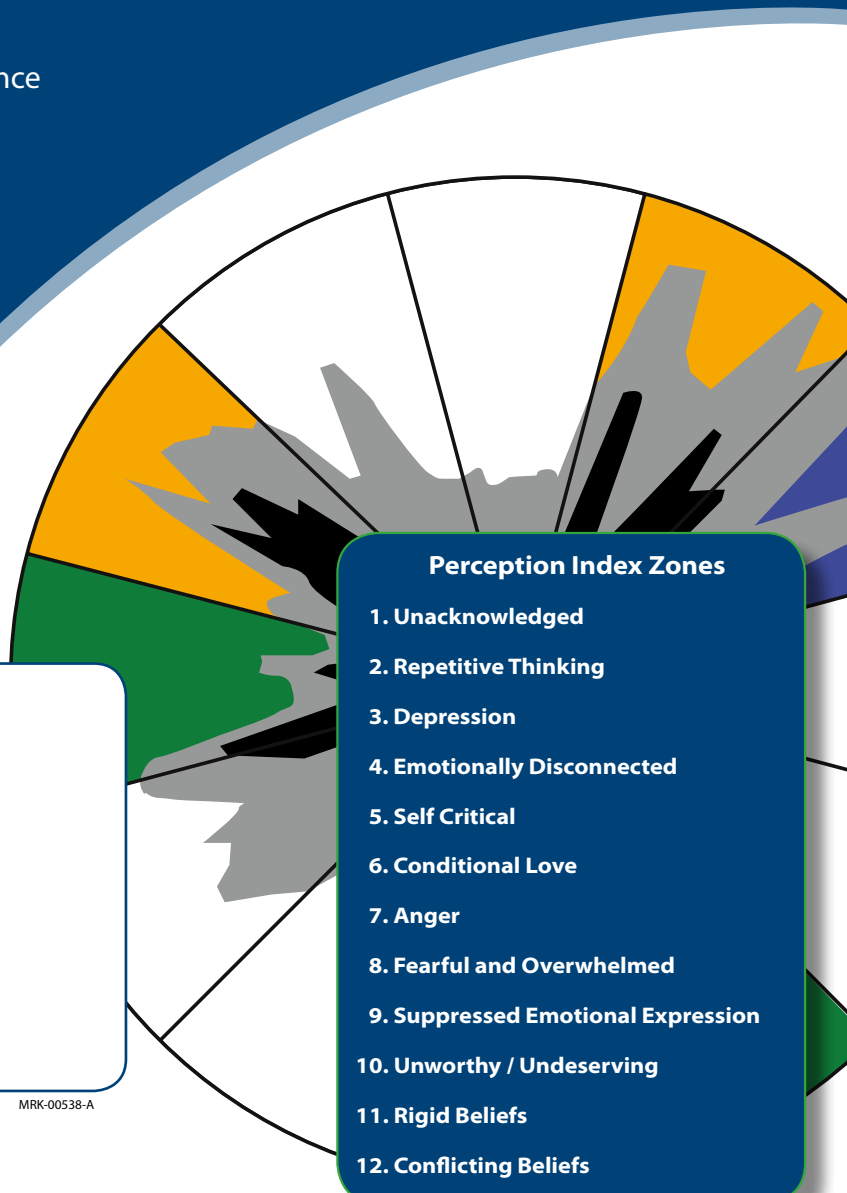 Perception Index Zones
1. Unacknowledged
2. Repetitive Thinking
3. Depression
4. Emotionally Disconnected
5. Self Critical
6. Conditional Love
7. Anger
8. Fearful and Overwhelmed
9. Suppressed Emotional Expression
10. Unworthy / Undeserving
11. Rigid Beliefs
12. Conflicting Beliefs
MRK-00538-A